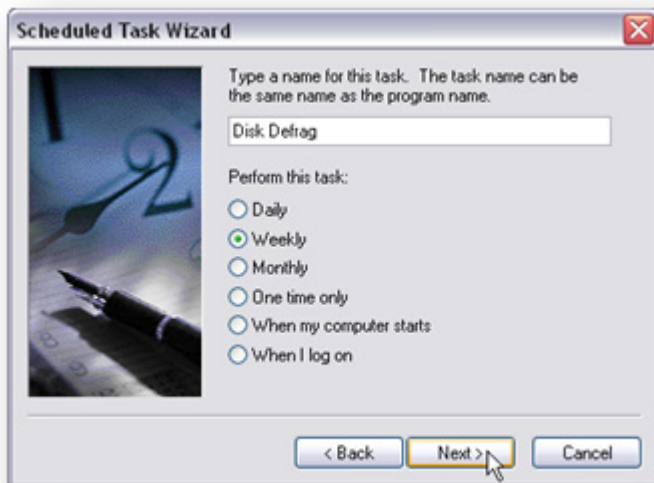 Scheduled Task Wizard
Type a name for this task. The task name can be
the same name as the program name.
Disk Defrag
Perform this task:
Daily
Weekly
Monthly
One time only
When my computer starts
When I log on
< Back Next > Cancel